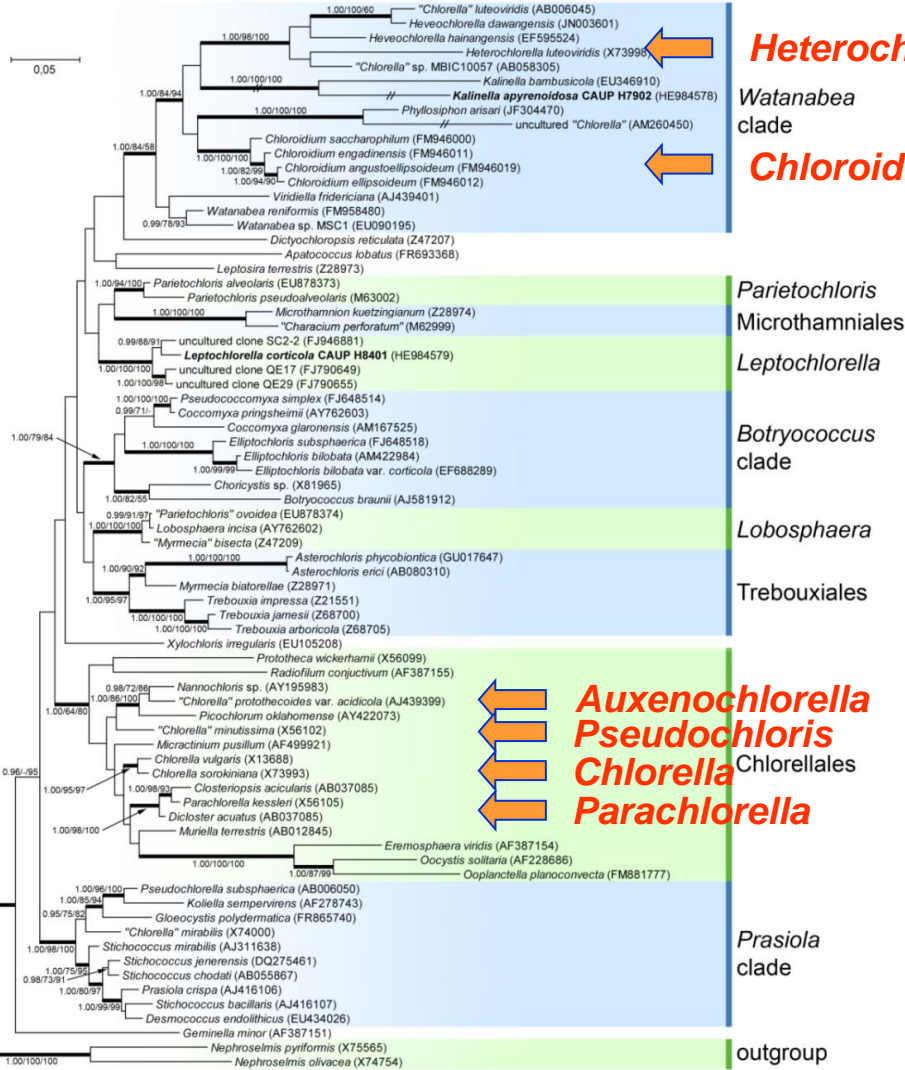 0,05
1.00/100/60
"Chlorella" luteoviridis (AB006045)
Heveochlorella dawangensis (JN003601)
1.00/98/100
Heveochlorella hainangensis (EF595524)
Heterochlorella luteoviridis (X73998)
Heteroch
"Chlorella" sp. MBIC10057 (AB058305)
1.00/100/100
Kalinella bambusicola (EU346910)
1.00/84/94
//
//
Kalinella apyrenoidosa CAUP H7902 (HE984578)
Watanabea
clade
1.00/100/100
Phyllosiphon arisari (JF304470)
//
uncultured "Chlorella" (AM260450)
Chloroidium saccharophilum (FM946000)
1.00/84/58
1.00/100/100
Chloroidium engadinensis (FM946011)
1.00/82/99
Chloroidium angustoellipsoideum (FM946019)
Chloroid
1.00/94/90
Chloroidium ellipsoideum (FM946012)
Viridiella fridericiana (AJ439401)
Watanabea reniformis (FM958480)
0.99/78/93
Watanabea sp. MSC1 (EU090195)
Dictyochloropsis reticulata (Z47207)
Apatococcus lobatus (FR693368)
Leptosira terrestris (Z28973)
1.00/94/100
Parietochloris alveolaris (EU878373)
Parietochloris pseudoalveolaris (M63002)
Parietochloris
1.00/100/100
Microthamnion kuetzingianum (Z28974)
"Characium perforatum" (M62999)
Microthamniales
0.99/88/91
uncultured clone SC2-2 (FJ946881)
Leptochlorella corticola CAUP H8401 (HE984579)
Leptochlorella
1.00/100/100
uncultured clone QE17 (FJ790649)
1.00/100/98
uncultured clone QE29 (FJ790655)
1.00/100/100
Pseudococcomyxa simplex (FJ648514)
0.99/71/-
Coccomyxa pringsheimii (AY762603)
Coccomyxa glaronensis (AM167525)
1.00/79/84
1.00/100/100
Elliptochloris subsphaerica (FJ648518)
Elliptochloris bilobata (AM422984)
Botryococcus
clade
1.00/99/99
Elliptochloris bilobata var. corticola (EF688289)
Choricystis sp. (X81965)
1.00/82/55
Botryococcus braunii (AJ581912)
0.99/91/97
"Parietochloris" ovoidea (EU878374)
1.00/100/100
Lobosphaera incisa (AY762602)
"Myrmecia" bisecta (Z47209)
Lobosphaera
1.00/100/100
Asterochloris phycobiontica (GU017647)
1.00/90/92
Asterochloris erici (AB080310)
Myrmecia biatorellae (Z28971)
Trebouxiales
1.00/95/97
Trebouxia impressa (Z21551)
1.00/100/100
Trebouxia jamesii (Z68700)
1.00/100/100
Trebouxia arboricola (Z68705)
Xylochloris irregularis (EU105208)
Prototheca wickerhamii (X56099)
Radiofilum conjuctivum (AF387155)
0.98/72/86
Nannochloris sp. (AY195983)
1.00/86/100
"Chlorella" protothecoides var. acidicola (AJ439399)
Auxenochlorella
1.00/64/80
Picochlorum oklahomense (AY422073)
"Chlorella" minutissima (X56102)
Pseudochloris
Micractinium pusillum (AF499921)
Chlorella vulgaris (X13688)
Chlorella
Chlorellales
0.96/-/95
1.00/95/97
Chlorella sorokiniana (X73993)
1.00/98/93
Closteriopsis acicularis (AB037085)
Parachlorella kessleri (X56105)
Parachlorella
1.00/98/100
Dicloster acuatus (AB037085)
Muriella terrestris (AB012845)
Eremosphaera viridis (AF387154)
1.00/100/100
Oocystis solitaria (AF228686)
1.00/87/99
Ooplanctella planoconvecta (FM881777)
1.00/96/100
Pseudochlorella subsphaerica (AB006050)
1.00/85/94
Koliella sempervirens (AF278743)
0.95/75/82
Gloeocystis polydermatica (FR865740)
"Chlorella" mirabilis (X74000)
1.00/98/100
Stichococcus mirabilis (AJ311638)
Prasiola
clade
1.00/75/95
Stichococcus jenerensis (DQ275461)
0.98/73/91
Stichococcus chodati (AB055867)
1.00/80/97
Prasiola crispa (AJ416106)
1.00/99/99
Stichococcus bacillaris (AJ416107)
Desmococcus endolithicus (EU434026)
Geminella minor (AF387151)
Nephroselmis pyriformis (X75565)
outgroup
1.00/100/100
Nephroselmis olivacea (X74754)